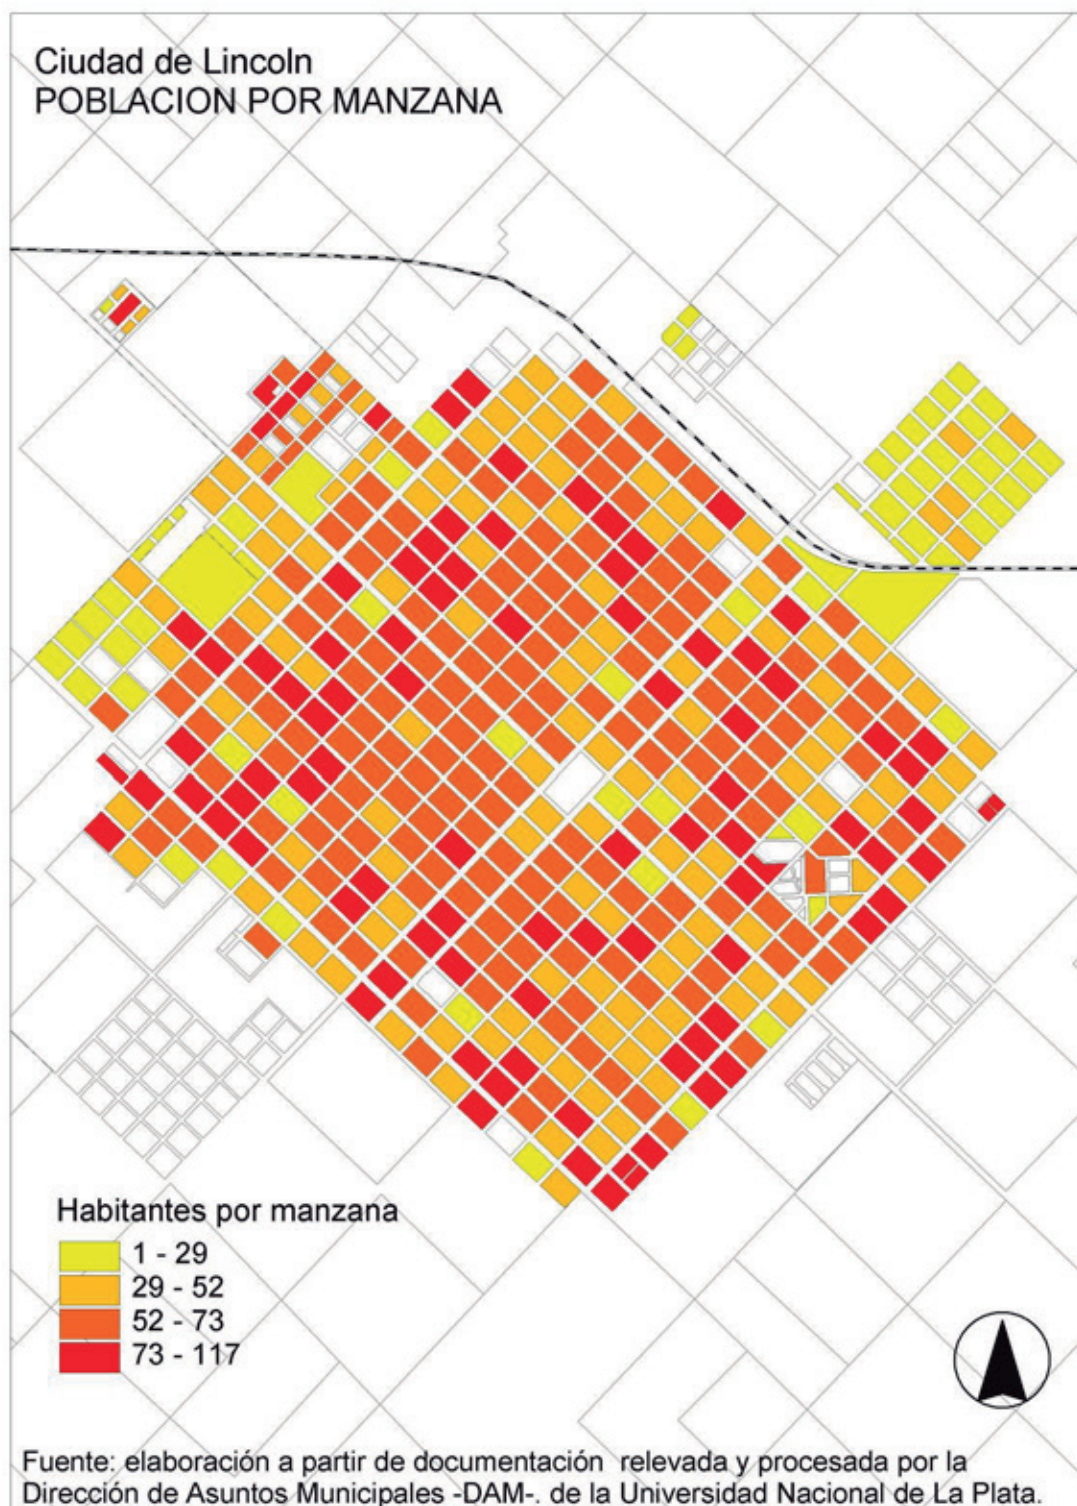 Ciudad de Lincoln
POBLACION POR MANZANA
Habitantes por manzana
1 - 29
29 - 52
52 - 73
73 - 117
Fuente: elaboración a partir de documentación relevada y procesada por la
Dirección de Asuntos Municipales -DAM-. de la Universidad Nacional de La Plata.